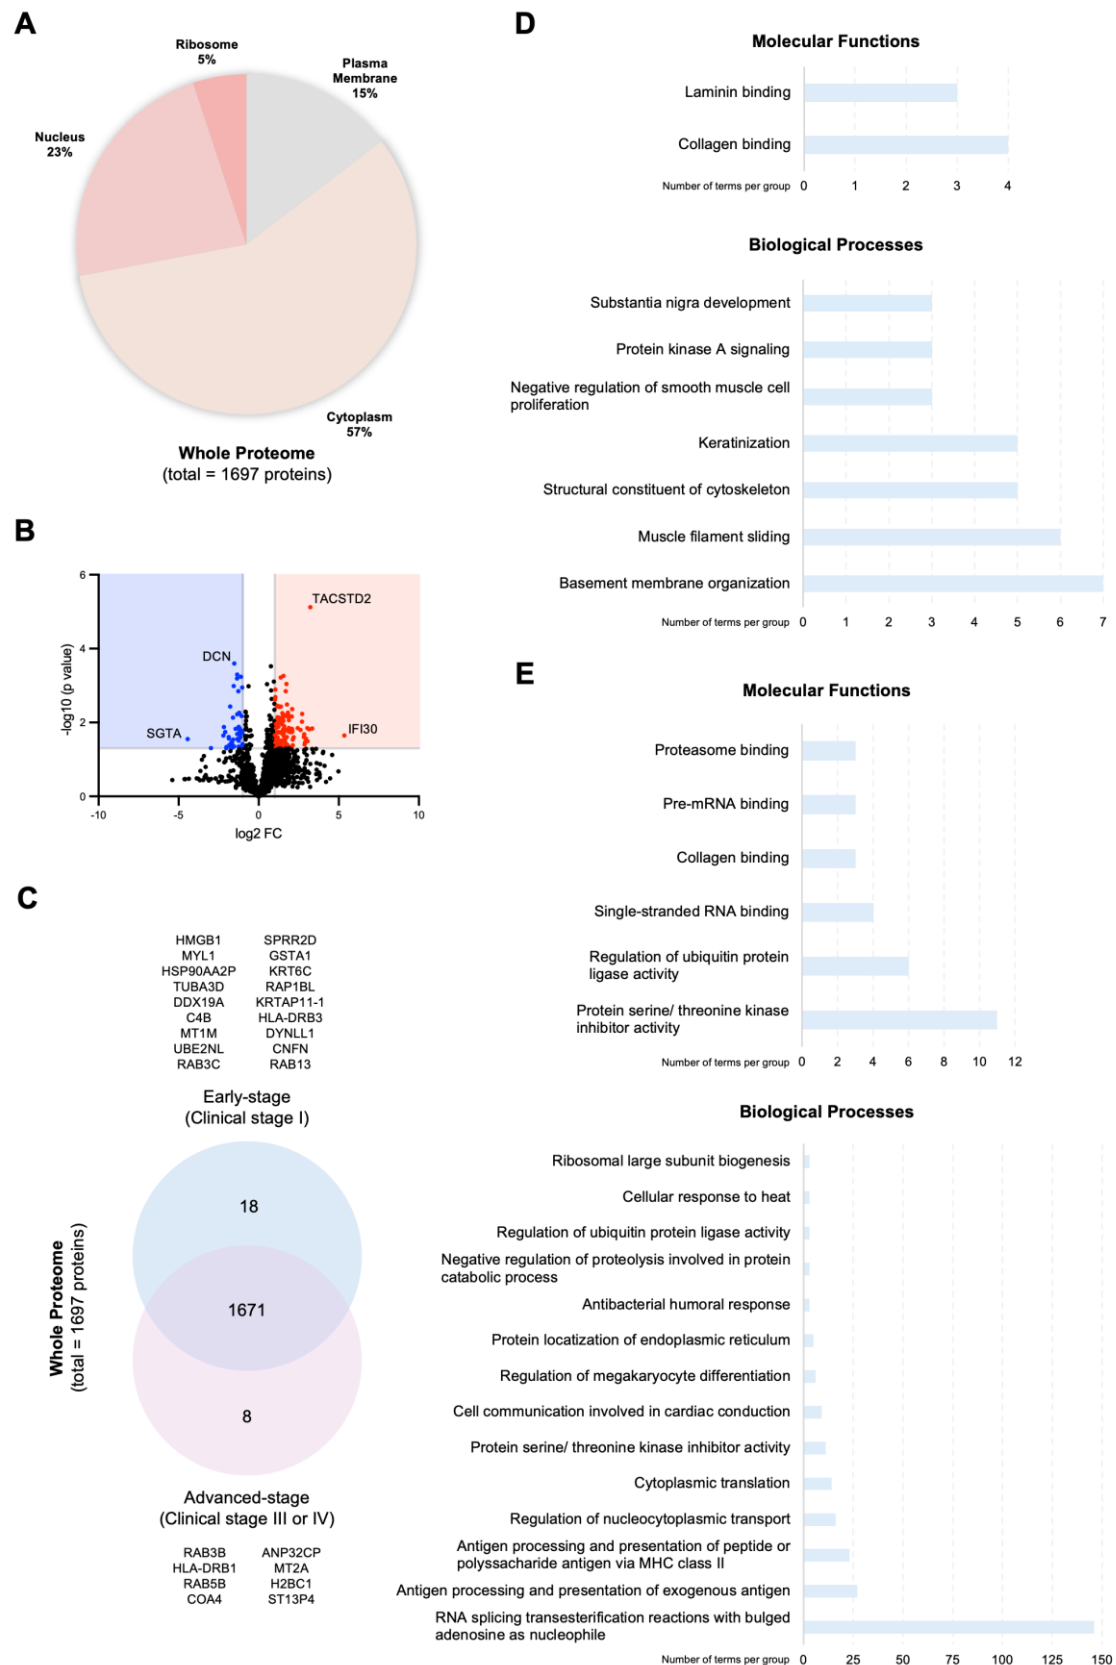 A
Ribosome
5%
Plasma
Membrane
15%
Nucleus
23%
Cytoplasm
57%
Whole Proteome
(total = 1697 proteins)
B
6
4
2
0
-log10 (p value)
TACSTD2
DCN
SGTA
IFI30
-10 -5 0 5 10
log2 FC
C
HMGB1 SPRR2D
MYL1 GSTA1
HSP90AA2P KRT6C
TUBA3D RAP1BL
DDX19A KRTAP11-1
C4B HLA-DRB3
MT1M DYNLL1
UBE2NL CNFN
RAB3C RAB13
Early-stage
(Clinical stage I)
18
1671
8
Whole Proteome
(total = 1697 proteins)
Advanced-stage
(Clinical stage III or IV)
RAB3B ANP32CP
HLA-DRB1 MT2A
RAB5B H2BC1
COA4 ST13P4
D
Molecular Functions
Laminin binding
Collagen binding
Number of terms per group 0 1 2 3 4
Biological Processes
Substantia nigra development
Protein kinase A signaling
Negative regulation of smooth muscle cell
proliferation
Keratinization
Structural constituent of cytoskeleton
Muscle filament sliding
Basement membrane organization
Number of terms per group 0 1 2 3 4 5 6 7
E
Molecular Functions
Proteasome binding
Pre-mRNA binding
Collagen binding
Single-stranded RNA binding
Regulation of ubiquitin protein
ligase activity
Protein serine/ threonine kinase
inhibitor activity
Number of terms per group 0 2 4 6 8 10 12
Biological Processes
Ribosomal large subunit biogenesis
Cellular response to heat
Regulation of ubiquitin protein ligase activity
Negative regulation of proteolysis involved in protein
catabolic process
Antibacterial humoral response
Protein locatization of endoplasmic reticulum
Regulation of megakaryocyte differentiation
Cell communication involved in cardiac conduction
Protein serine/ threonine kinase inhibitor activity
Cytoplasmic translation
Regulation of nucleocytoplasmic transport
Antigen processing and presentation of peptide or
polyssacharide antigen via MHC class II
Antigen processing and presentation of exogenous antigen
RNA splicing transesterification reactions with bulged
adenosine as nucleophile
Number of terms per group 0 25 50 75 100 125 150